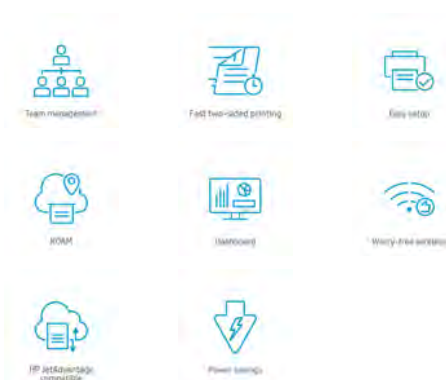 Team management
Fast two-sided printing
Easy setup
ROAM
Dashboard
Worry-free wireless
HP JetAdvantage
compatible
Power savings